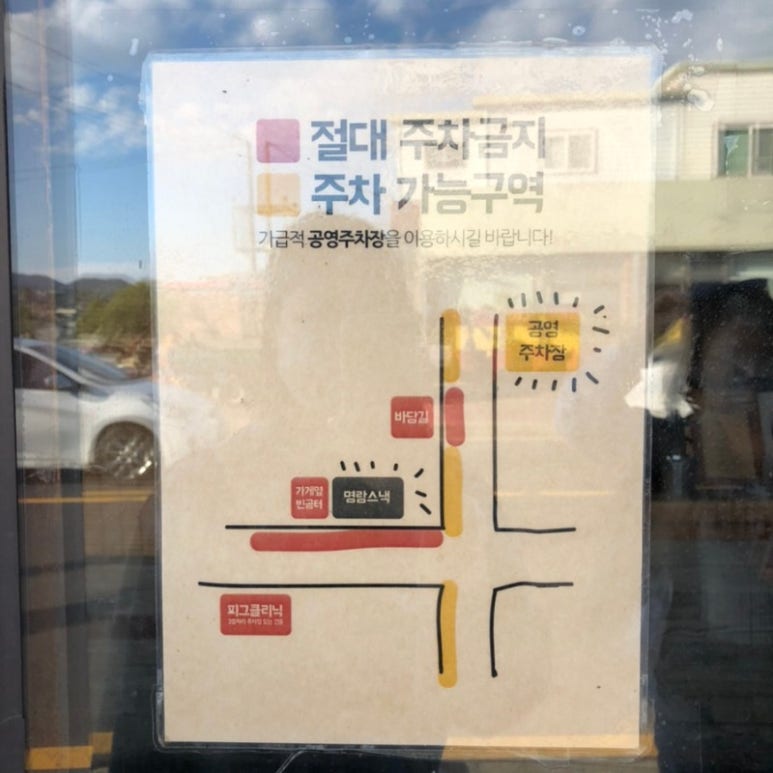 절대 주차금지
주차 가능구역
가급적 공영주차장을 이용하시길 바랍니다!
공영
주차장
바담길
가게앞
빈공터
명람스낵
피그클리닉